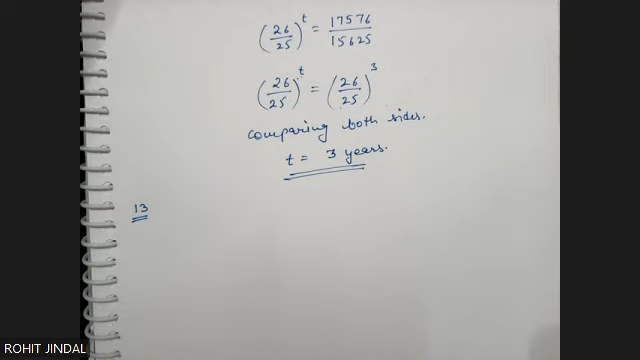 (26/25)^t = 17576/15625
(26/25)^t = (26/25)^3
comparing both sides.
t = 3 years.
13
ROHIT JINDAL